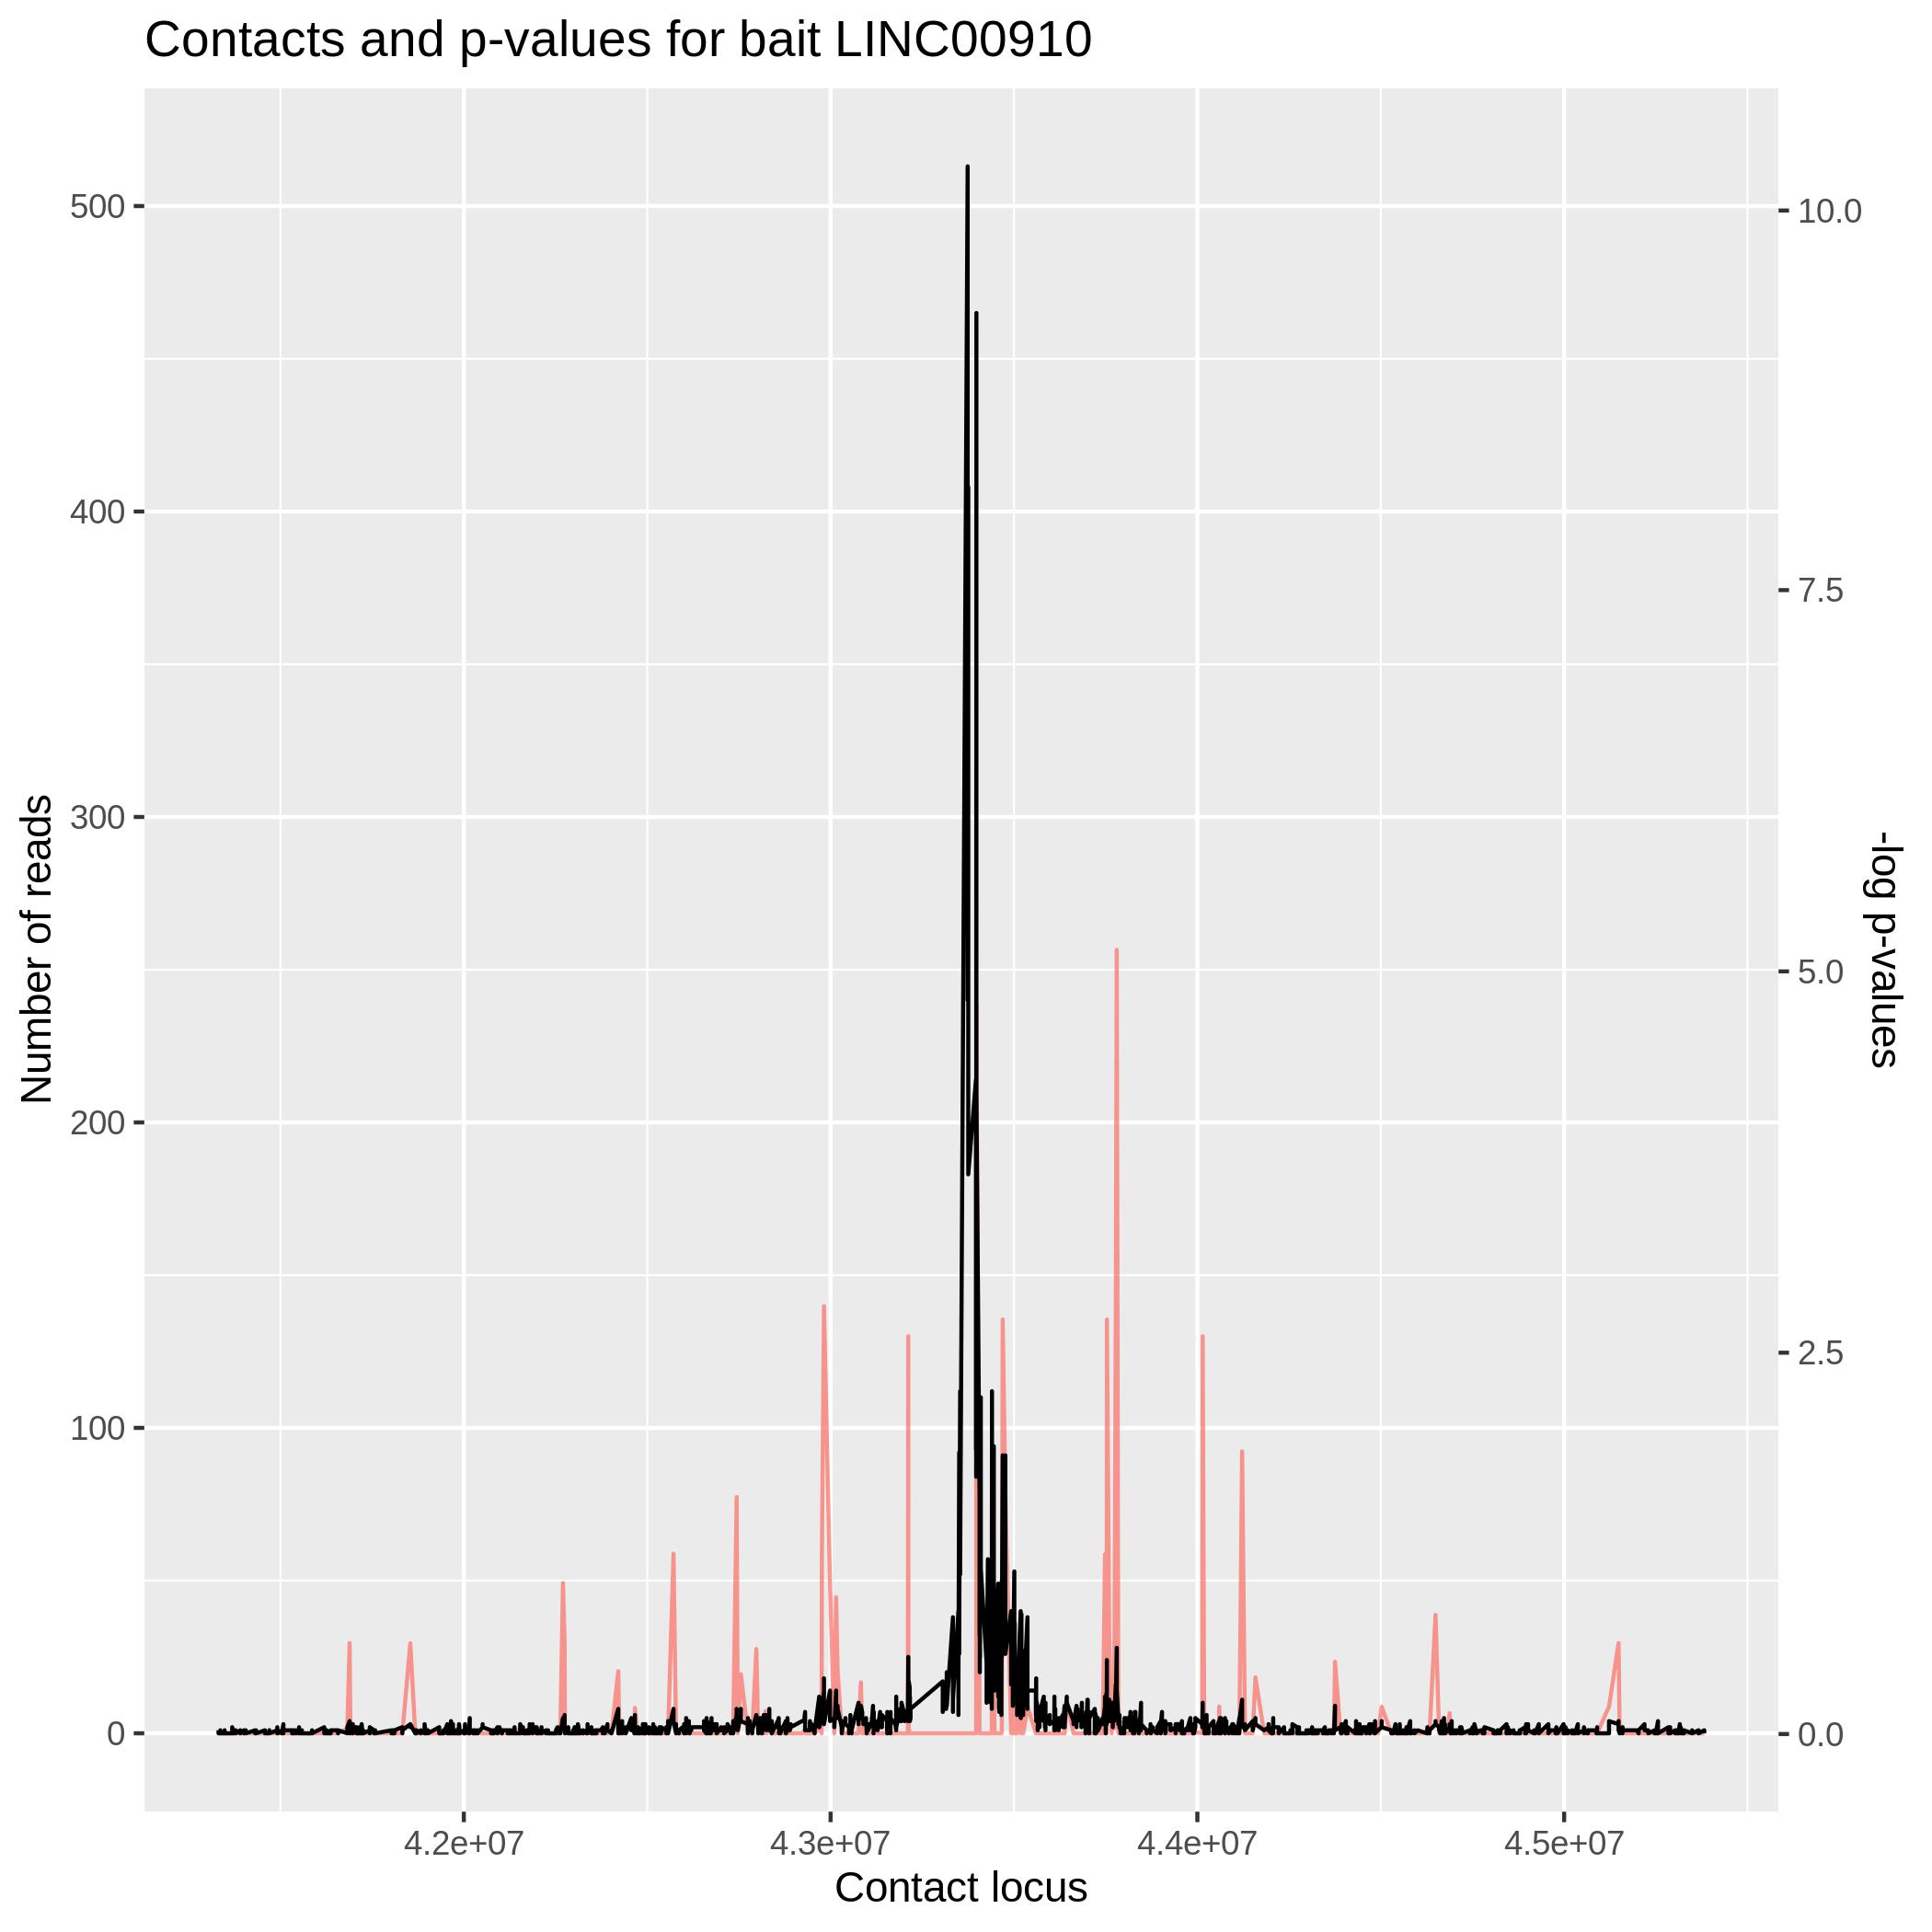 Contacts and p-values for bait LINC00910
Number of reads
500
400
300
200
100
0
10.0
7.5
5.0
2.5
0.0
-log p-values
4.2e+07
4.3e+07
4.4e+07
4.5e+07
Contact locus